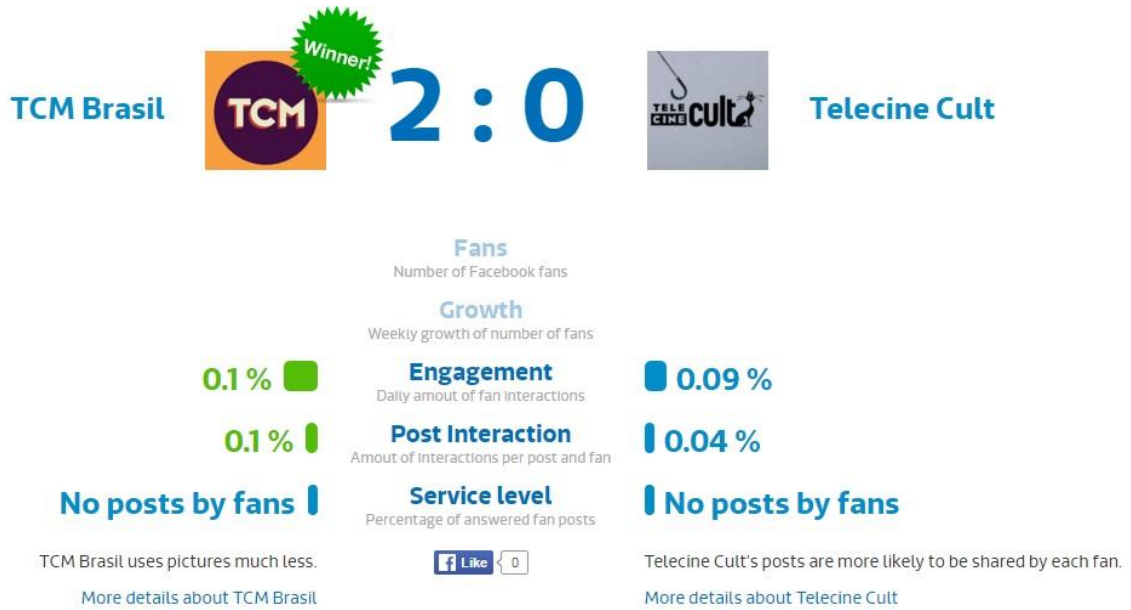 TCM Brasil
TCM
Winner!
2 : 0
TELE
CINE CULT
Telecine Cult
Fans
Number of Facebook fans
Growth
Weekly growth of number of fans
0.1 %
Engagement
Daily amout of fan interactions
0.09 %
0.1 %
Post Interaction
Amout of interactions per post and fan
0.04 %
No posts by fans
Service level
Percentage of answered fan posts
No posts by fans
TCM Brasil uses pictures much less.
Like 0
Telecine Cult's posts are more likely to be shared by each fan.
More details about TCM Brasil
More details about Telecine Cult